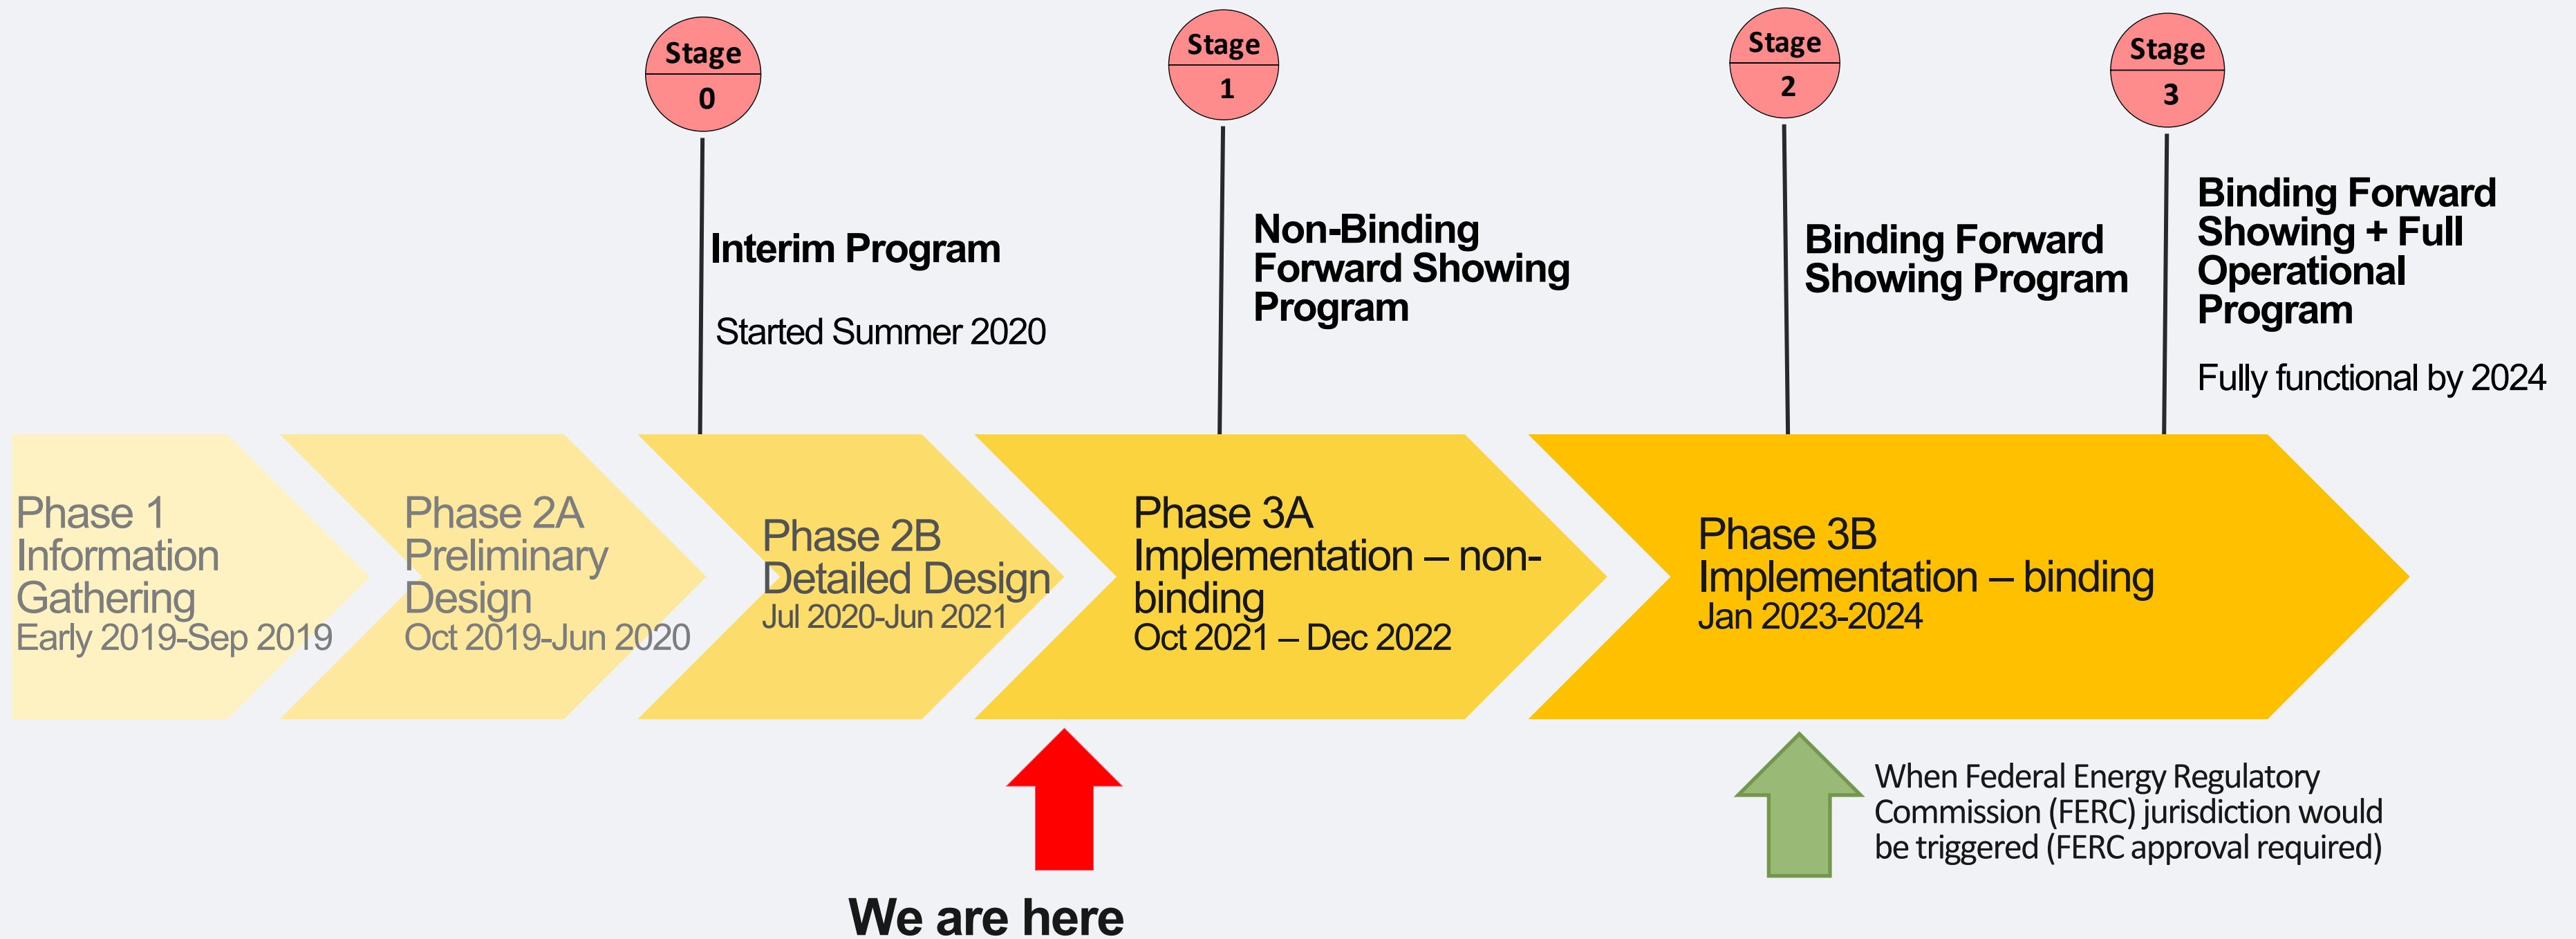 Stage
0
Stage
1
Stage
2
Stage
3
Interim Program
Started Summer 2020
Non-Binding
Forward Showing
Program
Binding Forward
Showing Program
Binding Forward
Showing + Full
Operational
Program
Fully functional by 2024
Phase 1
Information
Gathering
Early 2019-Sep 2019
Phase 2A
Preliminary
Design
Oct 2019-Jun 2020
Phase 2B
Detailed Design
Jul 2020-Jun 2021
Phase 3A
Implementation – non-
binding
Oct 2021 – Dec 2022
Phase 3B
Implementation – binding
Jan 2023-2024
We are here
When Federal Energy Regulatory
Commission (FERC) jurisdiction would
be triggered (FERC approval required)